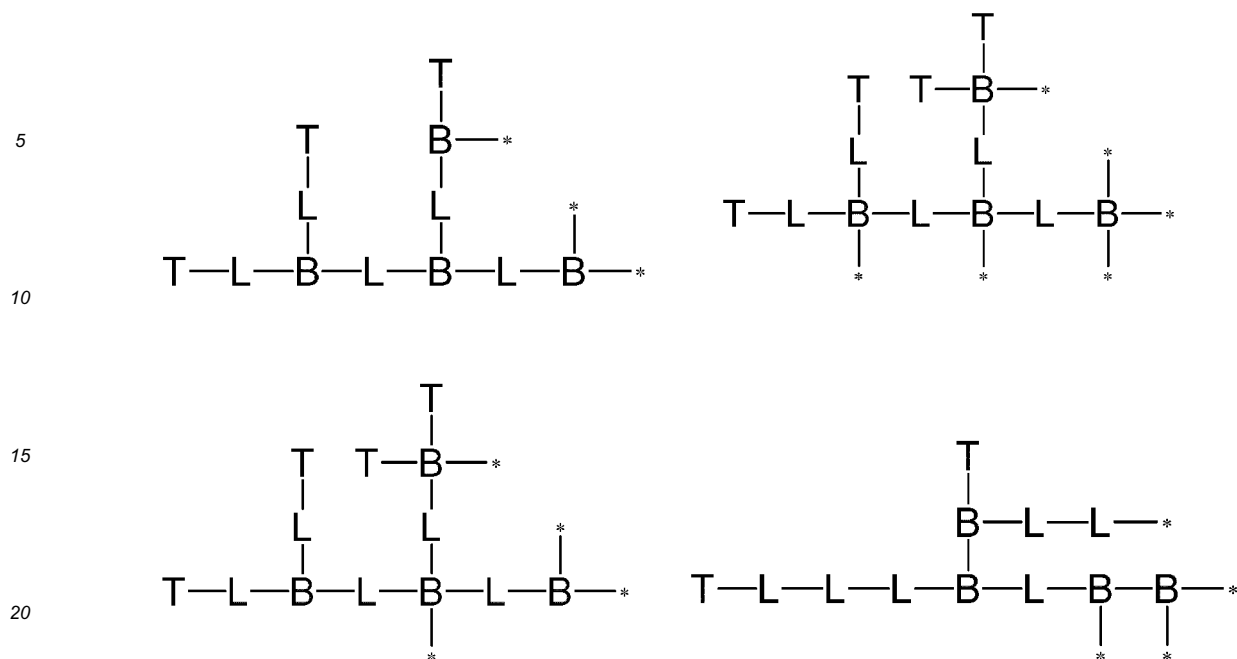 T
5 T B—*
L L *
T—L—B—L—B—L—B—*
T
T T—B—*
L L *
T—L—B—L—B—L—B—*
* * *
10
T
15 T T—B—*
L L *
T—L—B—L—B—L—B—*
*
T
B—L—L—*
T—L—L—L—B—L—B—B—*
20
* *